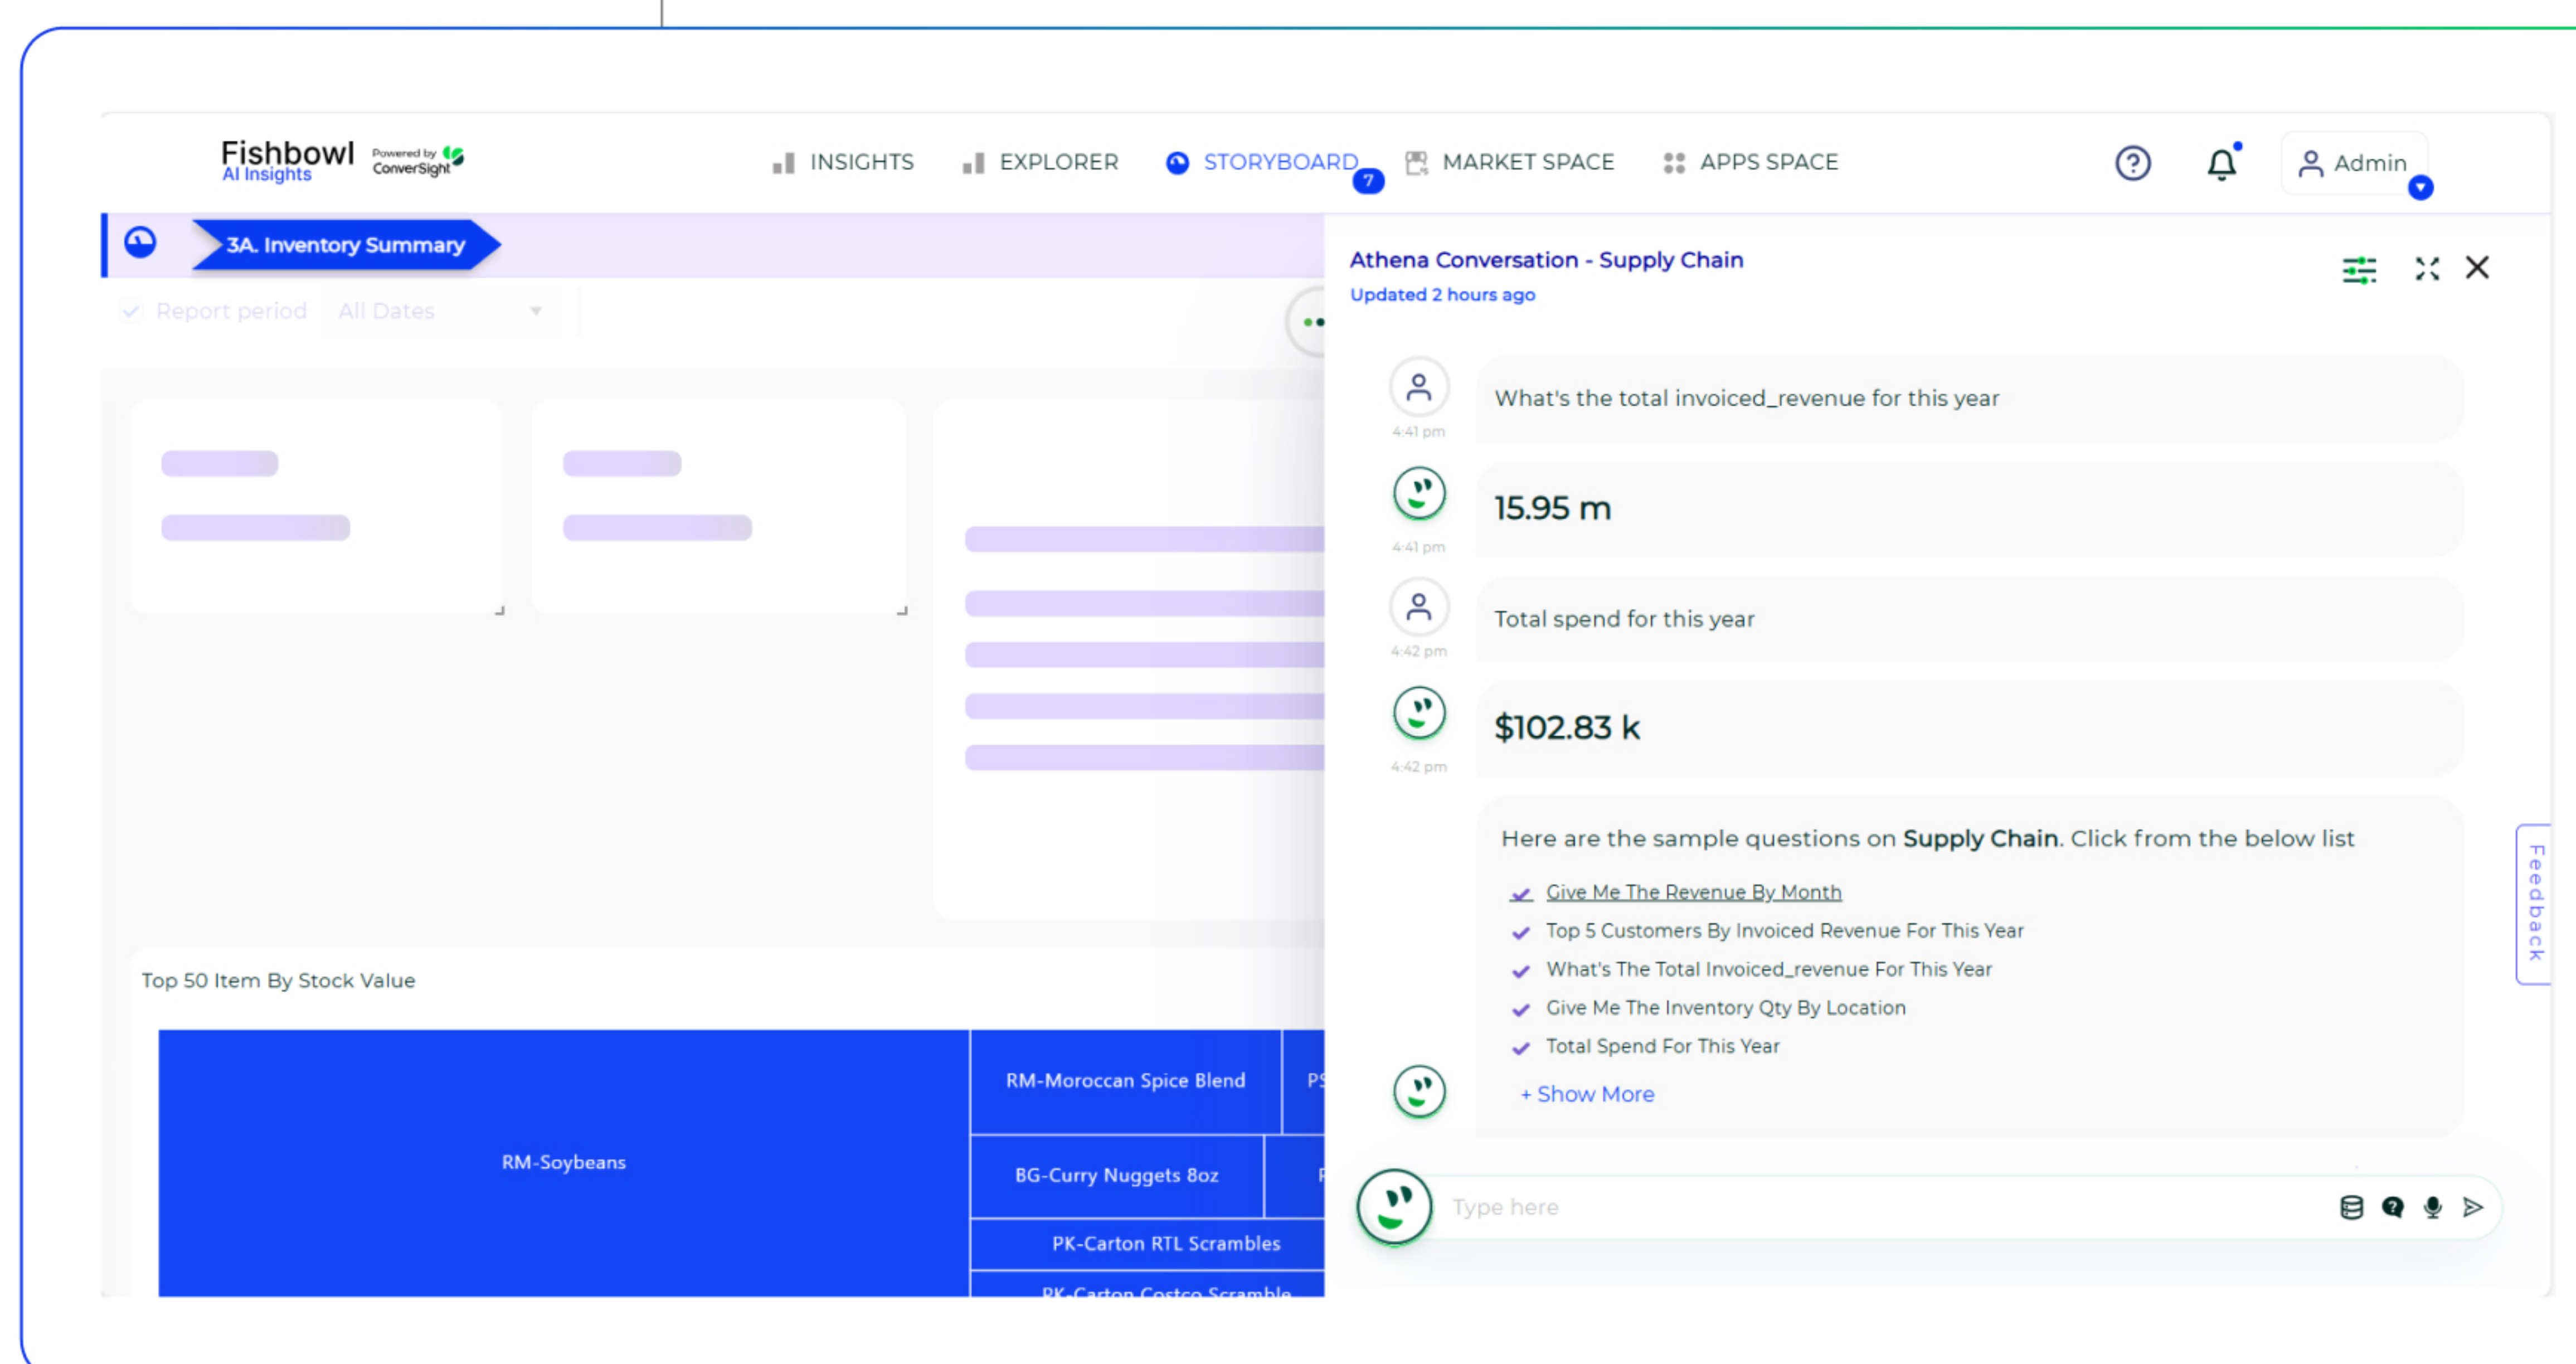 Fishbowl
AI Insights
Powered by
ConverSight
INSIGHTS
EXPLORER
STORYBOARD
7
MARKET SPACE
APPS SPACE
Admin
3A. Inventory Summary
Report period
All Dates
Athena Conversation - Supply Chain
Updated 2 hours ago
What's the total invoiced_revenue for this year
4:41 pm
15.95 m
4:41 pm
Total spend for this year
4:42 pm
$102.83 k
4:42 pm
Here are the sample questions on Supply Chain. Click from the below list
Give Me The Revenue By Month
Top 5 Customers By Invoiced Revenue For This Year
What's The Total Invoiced_revenue For This Year
Give Me The Inventory Qty By Location
Total Spend For This Year
+ Show More
Type here
Feedback
Top 50 Item By Stock Value
RM-Soybeans
RM-Moroccan Spice Blend
BG-Curry Nuggets 8oz
PK-Carton RTL Scrambles
PK-Carton Costco Scramble